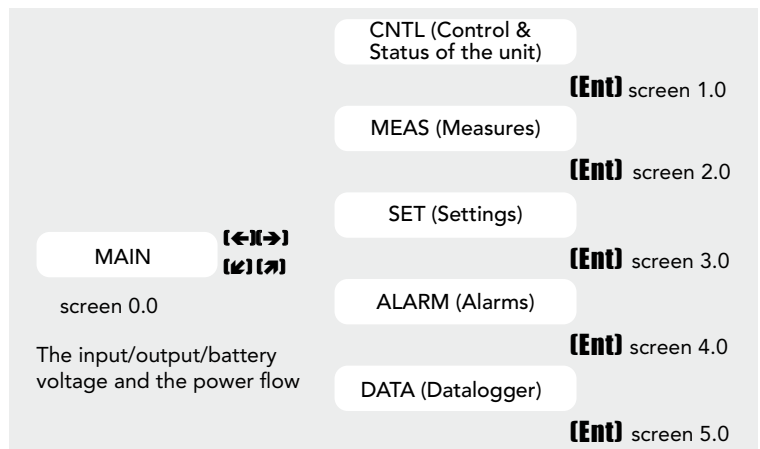 CNTL (Control &
Status of the unit)
(Ent) screen 1.0
MEAS (Measures)
(Ent) screen 2.0
SET (Settings)
(←)(→)
MAIN
(↙) (↗)
(Ent) screen 3.0
screen 0.0
ALARM (Alarms)
(Ent) screen 4.0
The input/output/battery
voltage and the power flow
DATA (Datalogger)
(Ent) screen 5.0